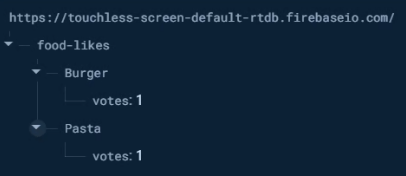 https://touchless-screen-default-rtdb.firebaseio.com/
food-likes
Burger
votes: 1
Pasta
votes: 1